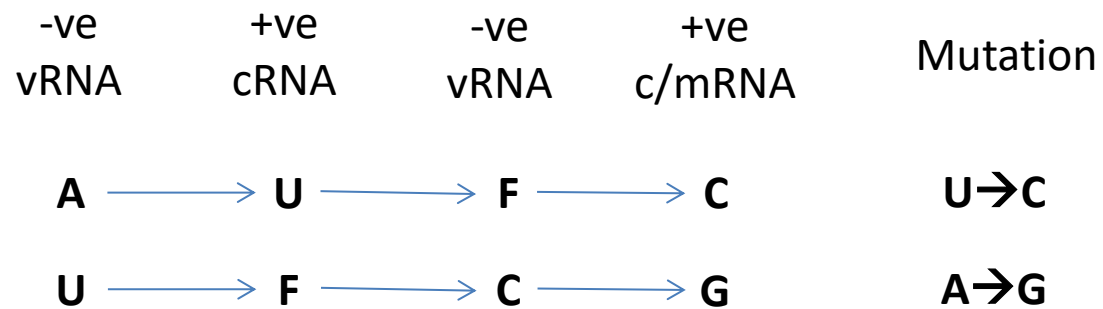 -ve +ve -ve +ve
vRNA cRNA vRNA c/mRNA Mutation
A → U → F → C U→C
U → F → C → G A→G